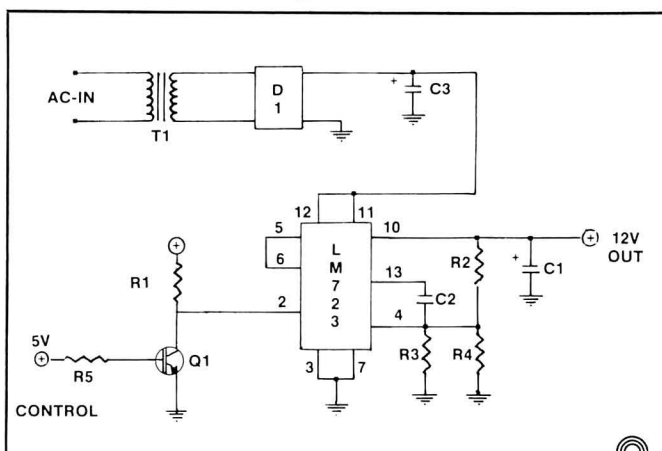 AC-IN
T1
D
1
+
C3
12
11
5
6
2
L
M
7
2
3
10
13
4
3
7
+
R1
5V
+
R5
Q1
CONTROL
C2
R3
R2
R4
+
C1
+
12V
OUT